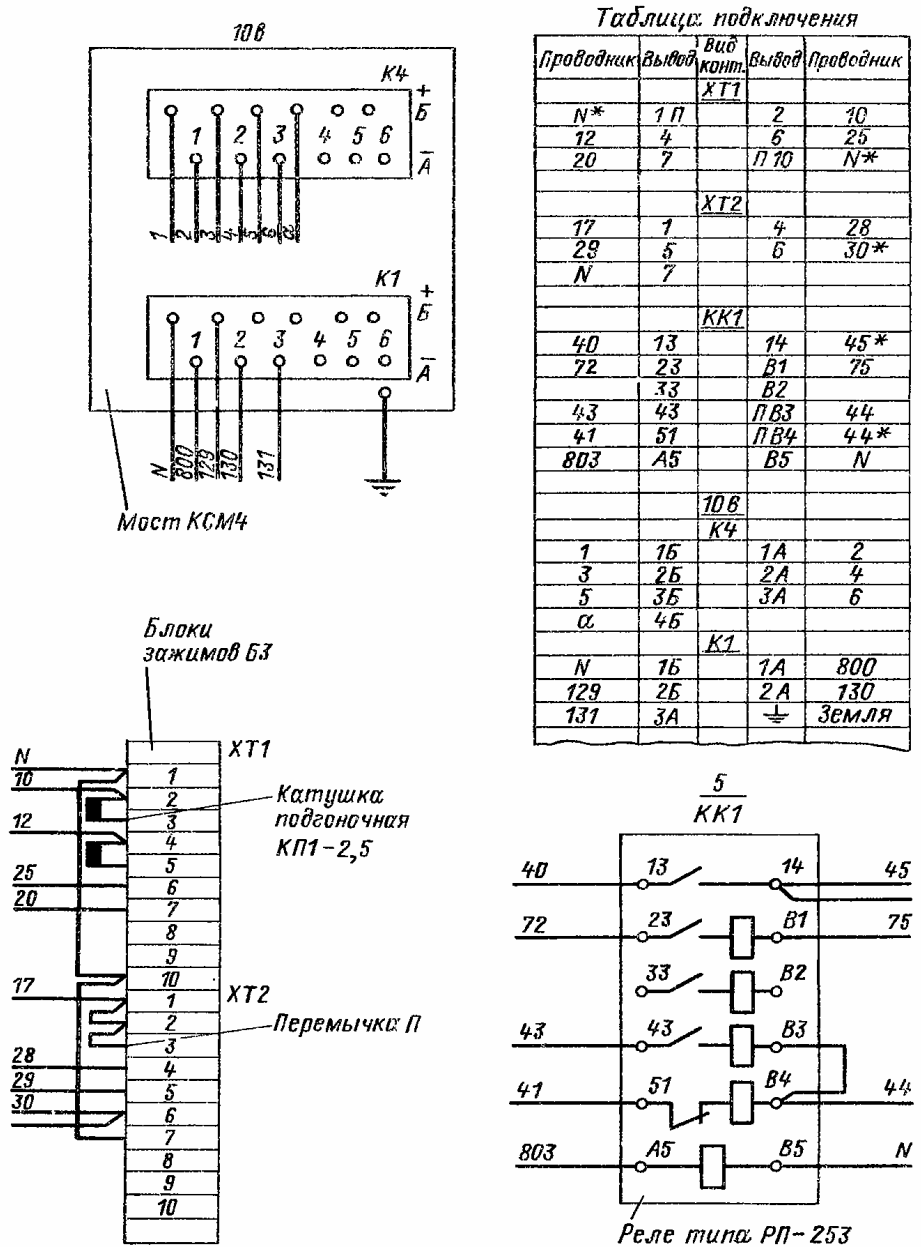 10в
К4
+
Б
1 2 3 4 5 6
– А
1 2 3 4 5 6 а
К1
+
Б
1 2 3 4 5 6
– А
N 800 129 130 131
Мост КСМ4
Таблица подключения
Проводник Вывод Вид конт. Вывод Проводник
ХТ1
N* 1 П 2 10
12 4 6 25
20 7 П 10 N*
ХТ2
17 1 4 28
29 5 6 30*
N 7
КК1
40 13 14 45*
72 23 В1 75
33 В2
43 43 ПВ3 44
41 51 ПВ4 44*
803 А5 В5 N
10в
К4
1 1Б 1А 2
3 2Б 2А 4
5 3Б 3А 6
а 4Б
К1
N 1Б 1А 800
129 2Б 2А 130
131 3А Земля
Блоки
зажимов БЗ
ХТ1
N
10 1
2
3
12 4
5
25 6
20 7
8
9
10
Катушка
подгоночная
КП1-2,5
ХТ2
17 1
2
3
28 4
29 5
30 6
7
8
9
10
Перемычка П
5
КК1
40 13 14 45
72 23 В1 75
33 В2
43 43 В3
41 51 В4 44
803 А5 В5 N
Реле типа РП-253